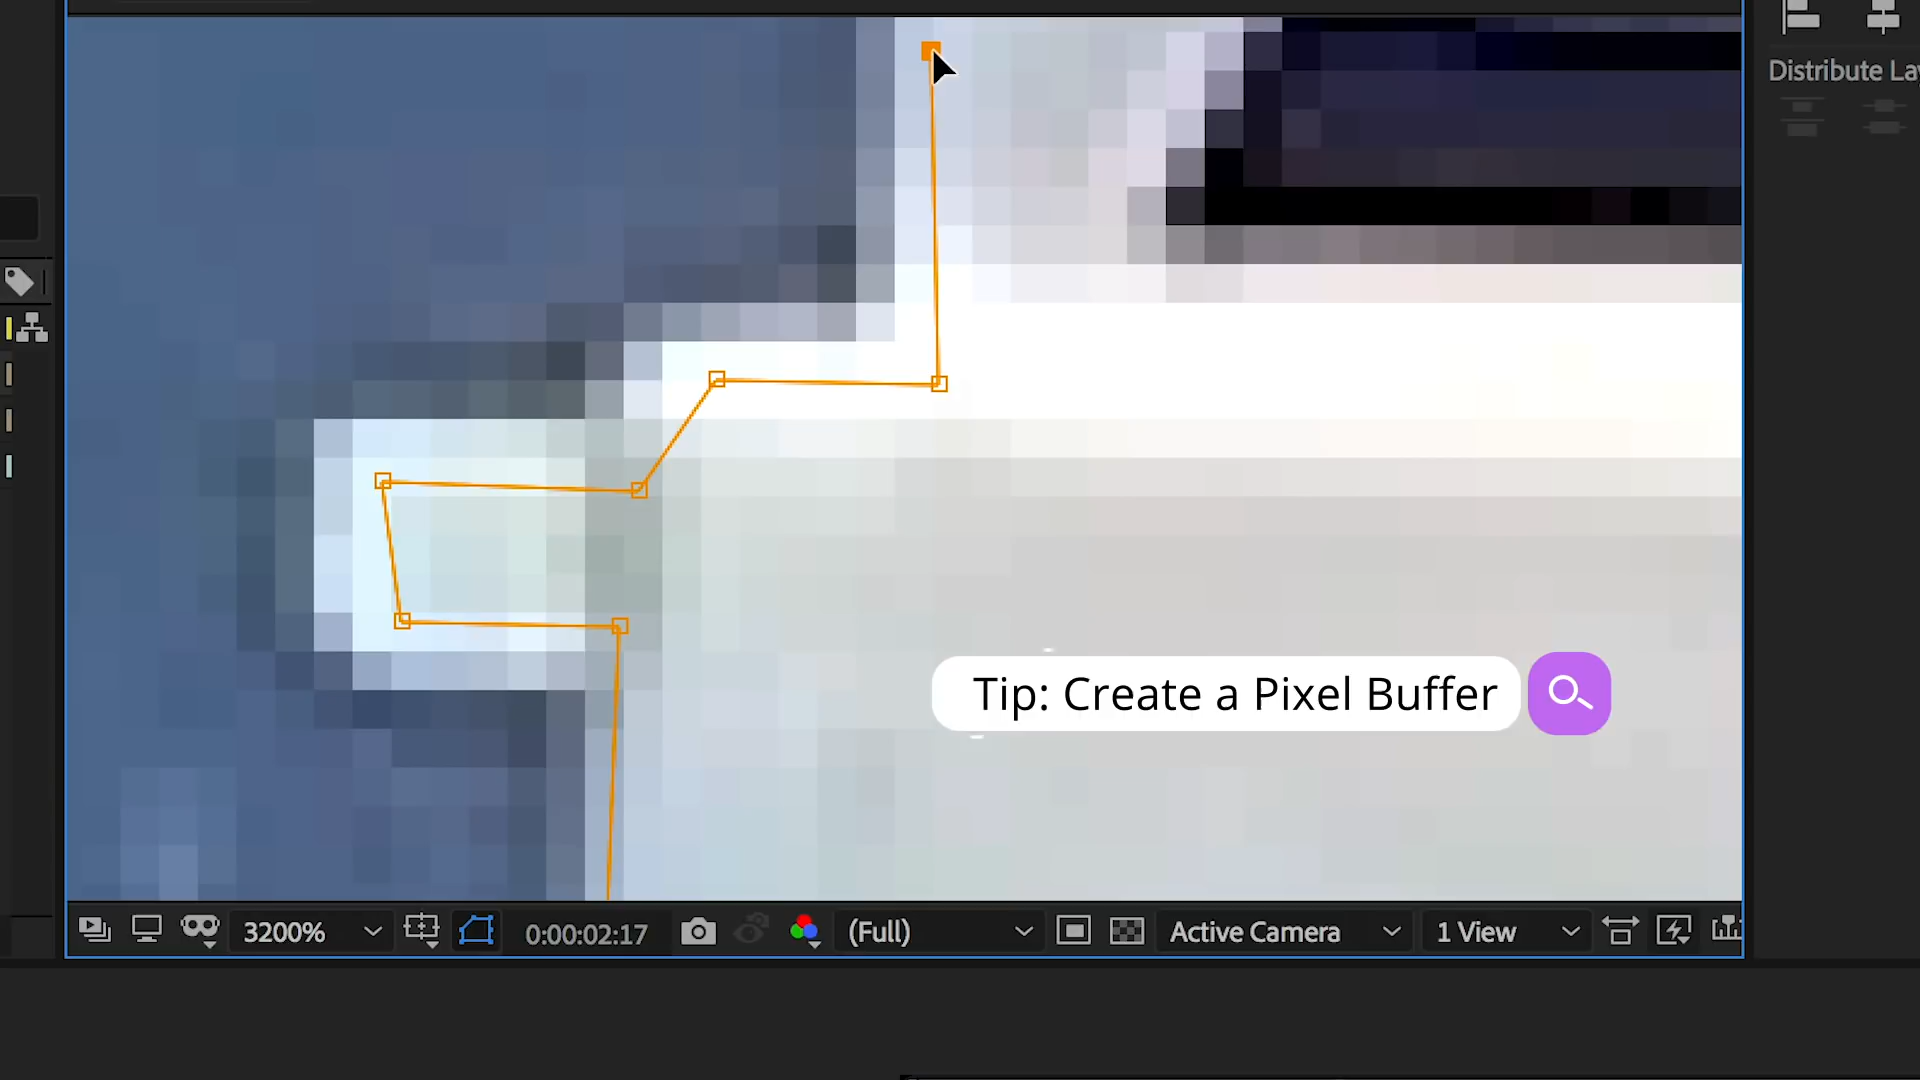 Distribute La
Tip: Create a Pixel Buffer
3200%
0:00:02:17
(Full)
Active Camera
1 View